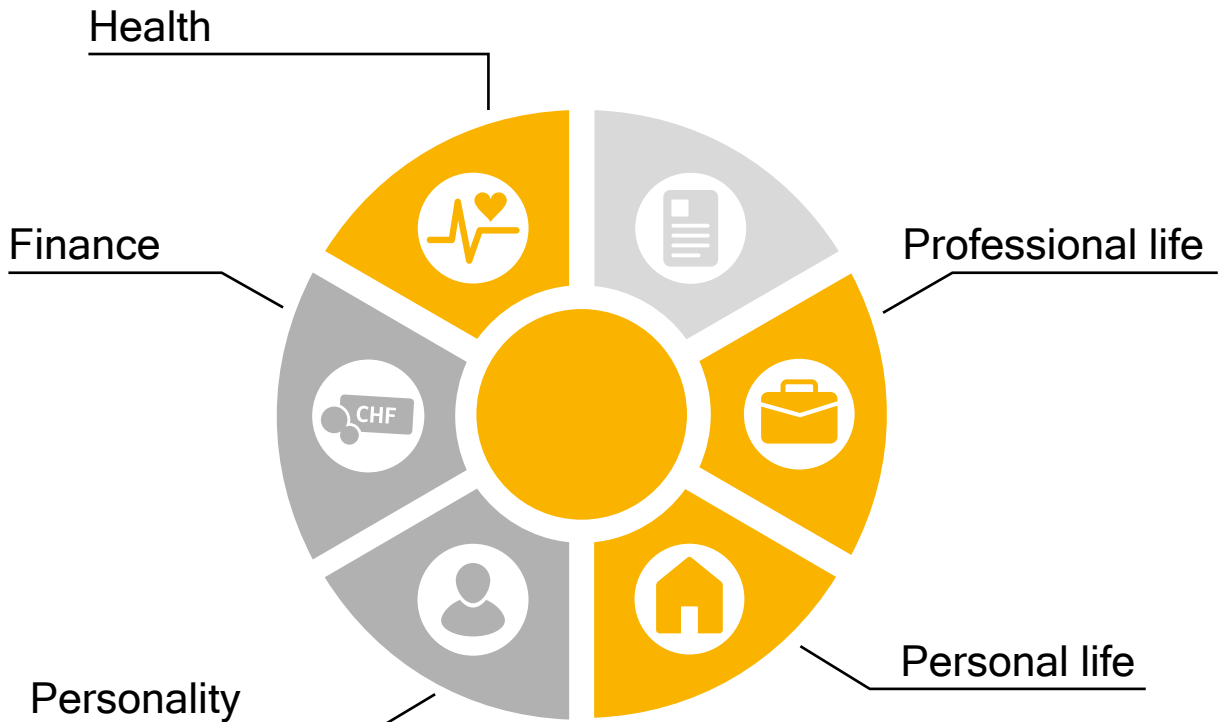 Health
Finance
Professional life
CHF
Personal life
Personality